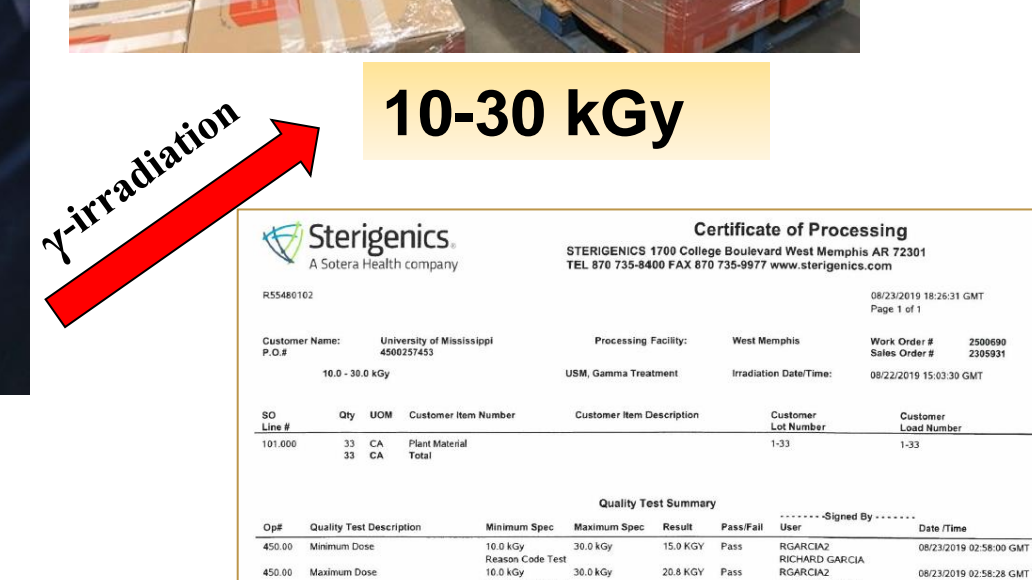 10-30 kGy
γ-irradiation
Sterigenics®
A Sotera Health company
Certificate of Processing
STERIGENICS 1700 College Boulevard West Memphis AR 72301
TEL 870 735-8400 FAX 870 735-9977 www.sterigenics.com
R55480102
08/23/2019 18:26:31 GMT
Page 1 of 1
Customer Name: University of Mississippi Processing Facility: West Memphis Work Order # 2500690
P.O.# 4500257453 Sales Order # 2305931
10.0 - 30.0 kGy USM, Gamma Treatment Irradiation Date/Time: 08/22/2019 15:03:30 GMT
SO Qty UOM Customer Item Number Customer Item Description Customer Customer
Line # Lot Number Load Number
101.000 33 CA Plant Material 1-33 1-33
33 CA Total
Quality Test Summary
--------Signed By-------
Op# Quality Test Description Minimum Spec Maximum Spec Result Pass/Fail User Date /Time
450.00 Minimum Dose 10.0 kGy 30.0 kGy 15.0 KGY Pass RGARCIA2 08/23/2019 02:58:00 GMT
Reason Code Test RICHARD GARCIA
450.00 Maximum Dose 10.0 kGy 30.0 kGy 20.8 KGY Pass RGARCIA2 08/23/2019 02:58:28 GMT